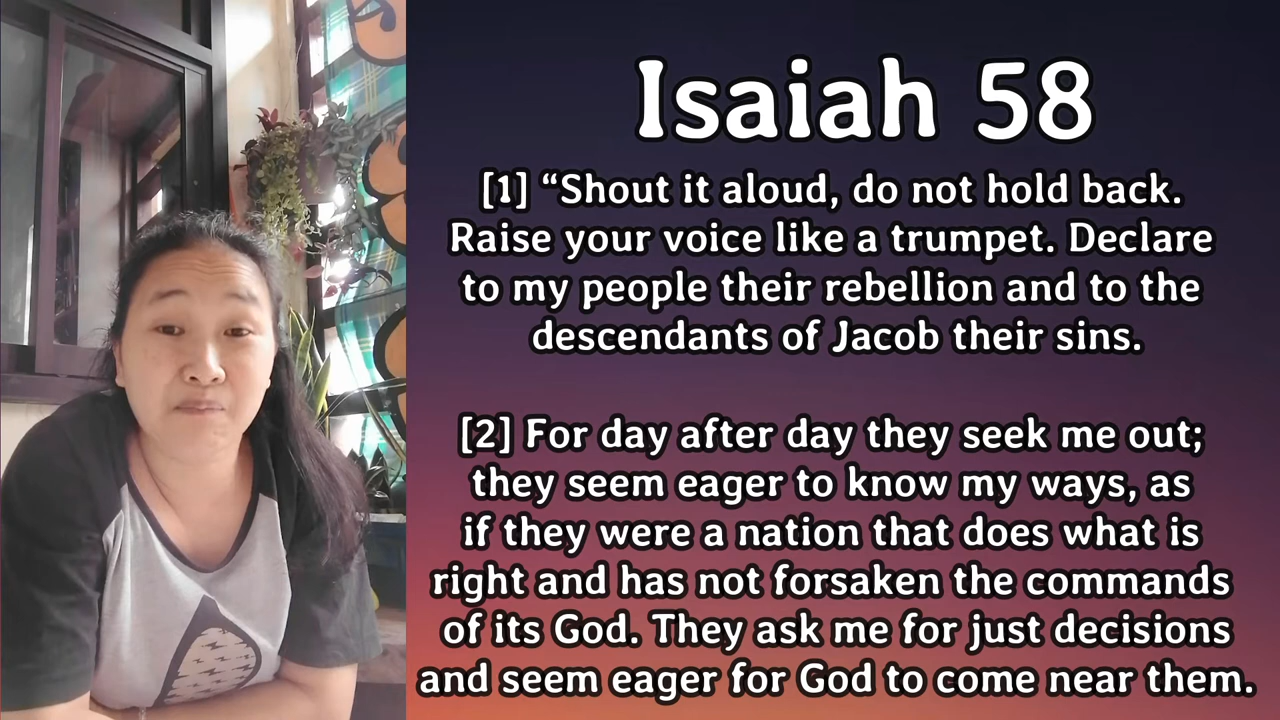 Isaiah 58
[1] “Shout it aloud, do not hold back.
Raise your voice like a trumpet. Declare
to my people their rebellion and to the
descendants of Jacob their sins.
[2] For day after day they seek me out;
they seem eager to know my ways, as
if they were a nation that does what is
right and has not forsaken the commands
of its God. They ask me for just decisions
and seem eager for God to come near them.